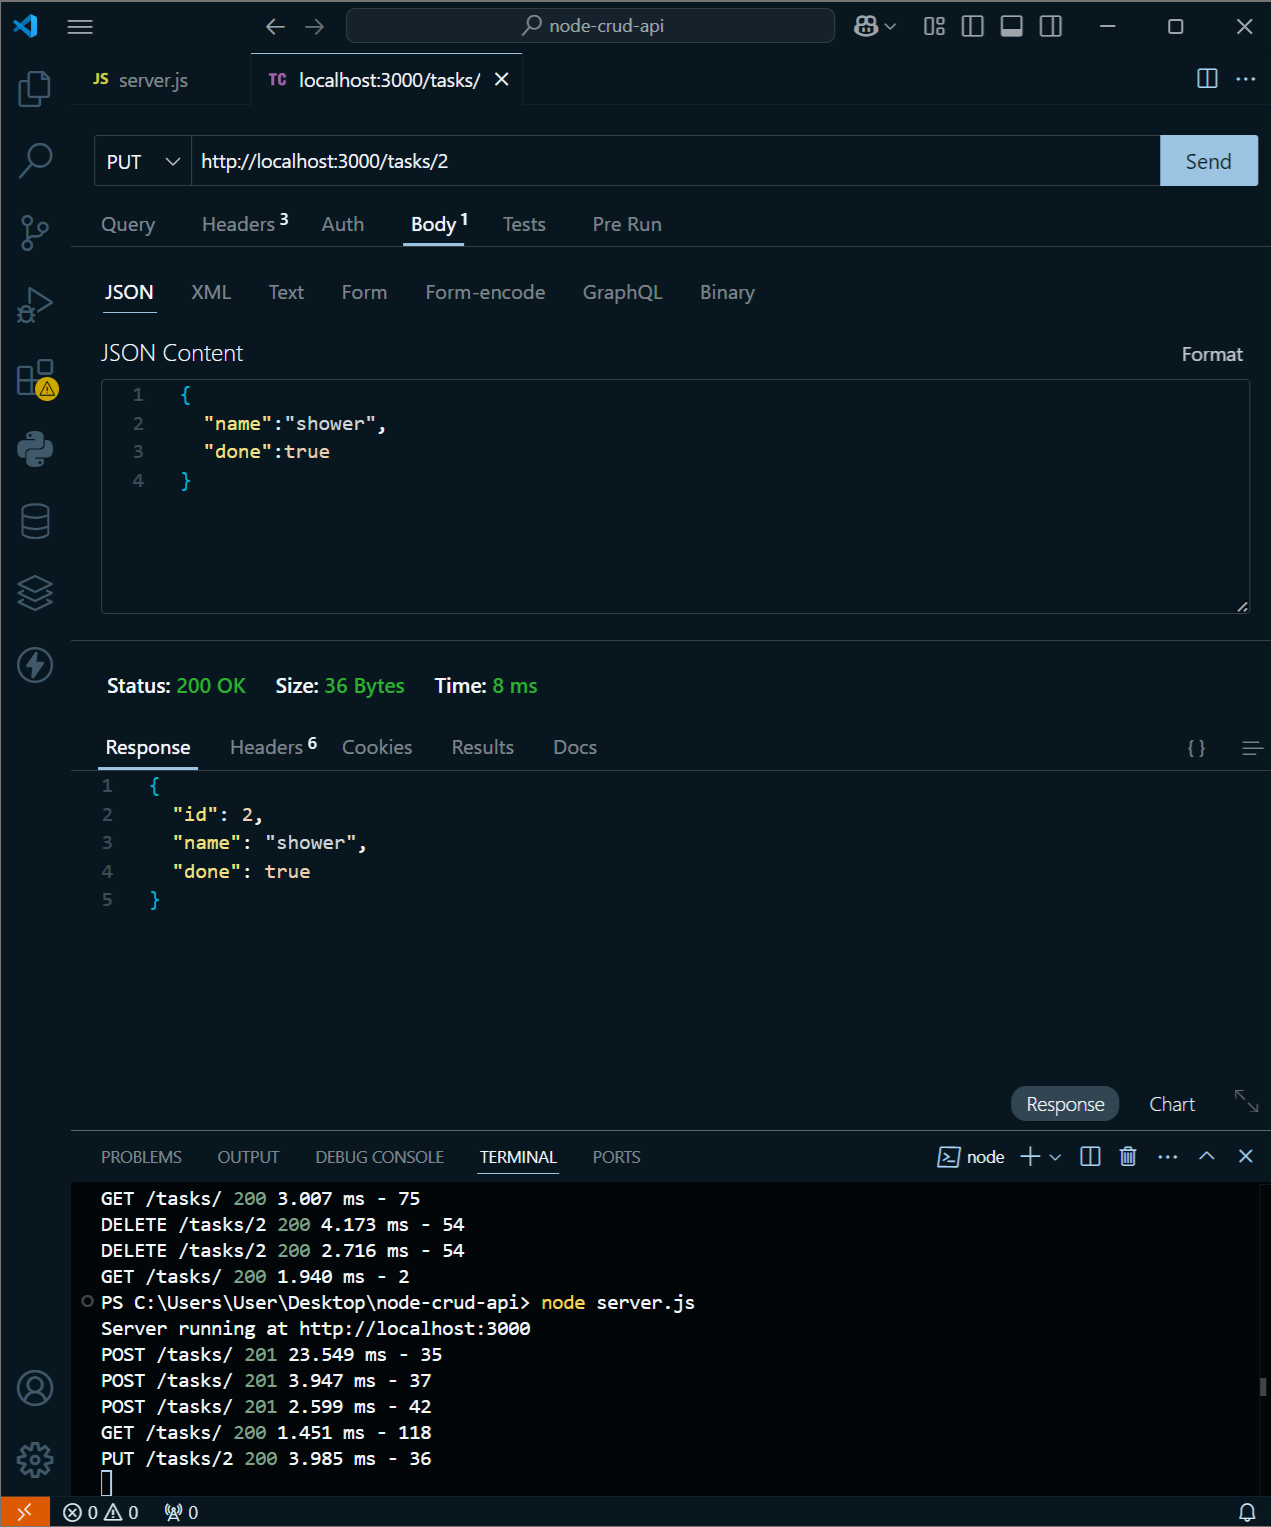 node-crud-api
JS server.js
TC localhost:3000/tasks/
PUT http://localhost:3000/tasks/2 Send
Query Headers 3 Auth Body 1 Tests Pre Run
JSON XML Text Form Form-encode GraphQL Binary
JSON Content Format
1 {
2 "name":"shower",
3 "done":true
4 }
Status: 200 OK Size: 36 Bytes Time: 8 ms
Response Headers 6 Cookies Results Docs { }
1 {
2 "id": 2,
3 "name": "shower",
4 "done": true
5 }
Response Chart
PROBLEMS OUTPUT DEBUG CONSOLE TERMINAL PORTS node
GET /tasks/ 200 3.007 ms - 75
DELETE /tasks/2 200 4.173 ms - 54
DELETE /tasks/2 200 2.716 ms - 54
GET /tasks/ 200 1.940 ms - 2
PS C:\Users\User\Desktop\node-crud-api> node server.js
Server running at http://localhost:3000
POST /tasks/ 201 23.549 ms - 35
POST /tasks/ 201 3.947 ms - 37
POST /tasks/ 201 2.599 ms - 42
GET /tasks/ 200 1.451 ms - 118
PUT /tasks/2 200 3.985 ms - 36
0 0 0